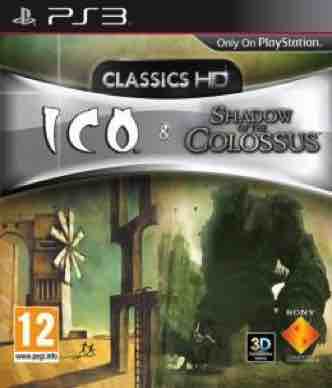 PS3
Only On PlayStation.
CLASSICS HD
ICO & SHADOW
OF THE
COLOSSUS
12
www.pegi.info
3D
SONY